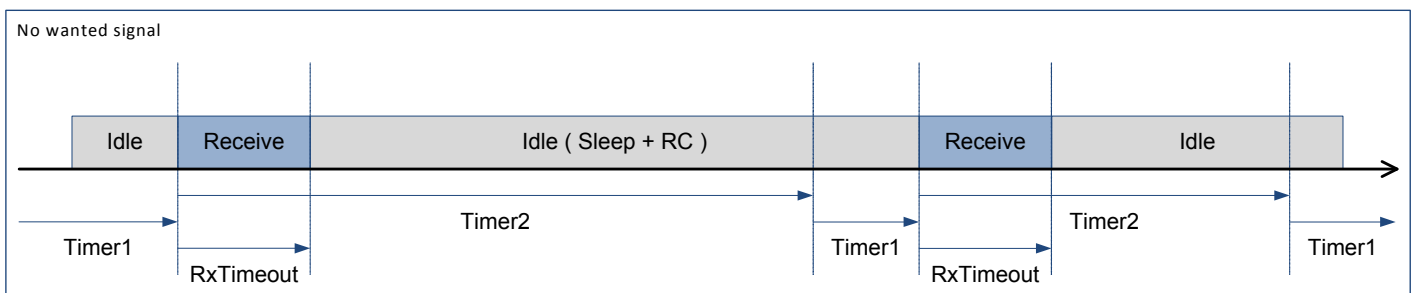 No wanted signal
Idle
Receive
Idle ( Sleep + RC )
Receive
Idle
Timer2
Timer2
Timer1
Timer1
Timer1
RxTimeout
RxTimeout